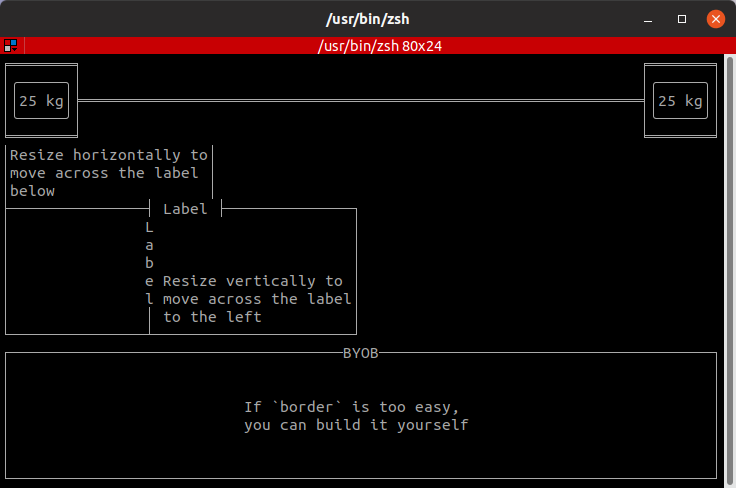 /usr/bin/zsh
/usr/bin/zsh 80x24
25 kg
25 kg
Resize horizontally to
move across the label
below
Label
L
a
b
e
l
Resize vertically to
move across the label
to the left
BYOB
If `border` is too easy,
you can build it yourself